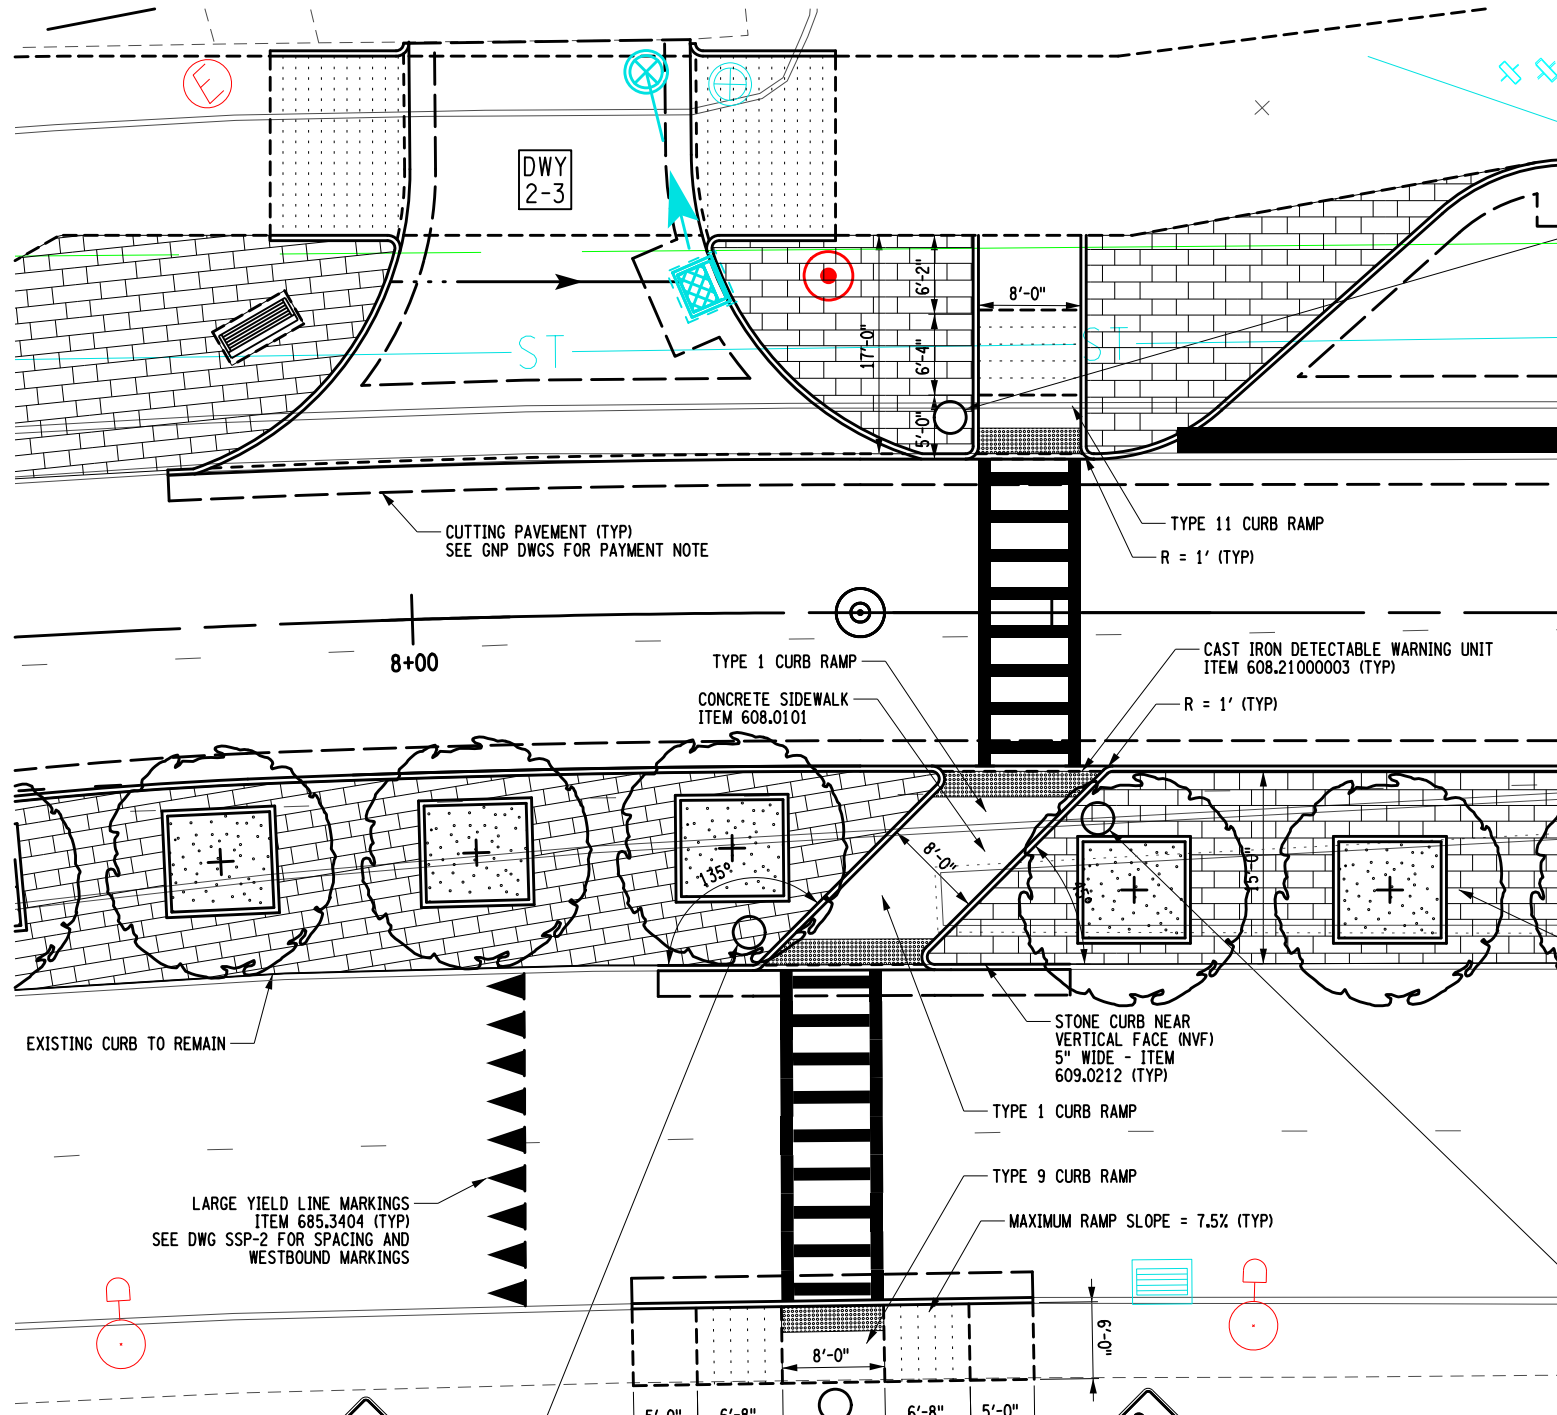 E
DWY
2-3
6'-2"
8'-0"
17'-0"
6'-4"
ST
ST
5'-0"
CUTTING PAVEMENT (TYP)
SEE GNP DWGS FOR PAYMENT NOTE
TYPE 11 CURB RAMP
R = 1' (TYP)
8+00
TYPE 1 CURB RAMP
CAST IRON DETECTABLE WARNING UNIT
ITEM 608.21000003 (TYP)
CONCRETE SIDEWALK
ITEM 608.0101
R = 1' (TYP)
135°
8'-0"
15'-0"
EXISTING CURB TO REMAIN
STONE CURB NEAR
VERTICAL FACE (NVF)
5" WIDE - ITEM
609.0212 (TYP)
TYPE 1 CURB RAMP
TYPE 9 CURB RAMP
LARGE YIELD LINE MARKINGS
ITEM 685.3404 (TYP)
SEE DWG SSP-2 FOR SPACING AND
WESTBOUND MARKINGS
MAXIMUM RAMP SLOPE = 7.5% (TYP)
6'-0"
8'-0"
5'-0"
6'-8"
6'-8"
5'-0"